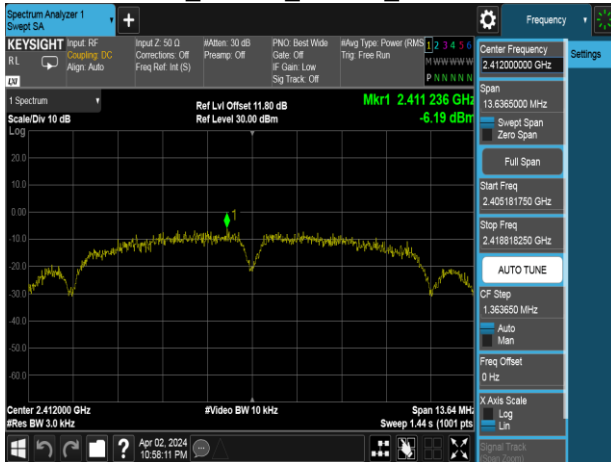 Spectrum Analyzer 1
Swept SA
Frequency
KEYSIGHT
RL
LXI
Input: RF
Coupling: DC
Align: Auto
Input Z: 50 Ω
Corrections: Off
Freq Ref: Int (S)
#Atten: 30 dB
Preamp: Off
PNO: Best Wide
Gate: Off
IF Gain: Low
Sig Track: Off
#Avg Type: Power (RMS
Trig: Free Run
1 2 3 4 5 6
M W W W W W
P N N N N N
Settings
Center Frequency
2.412000000 GHz
Span
13.6365000 MHz
Swept Span
Zero Span
Full Span
Start Freq
2.405181750 GHz
Stop Freq
2.418818250 GHz
AUTO TUNE
CF Step
1.363650 MHz
Auto
Man
Freq Offset
0 Hz
X Axis Scale
Log
Lin
Signal Track
(Span Zoom)
1 Spectrum
Scale/Div 10 dB
Log
Ref Lvl Offset 11.80 dB
Ref Level 30.00 dBm
Mkr1 2.411 236 GHz
-6.19 dBm
1
20.0
10.0
0.00
-10.0
-20.0
-30.0
-40.0
-50.0
-60.0
Center 2.412000 GHz
#Res BW 3.0 kHz
#Video BW 10 kHz
Span 13.64 MHz
Sweep 1.44 s (1001 pts
?
Apr 02, 2024
10:58:11 PM